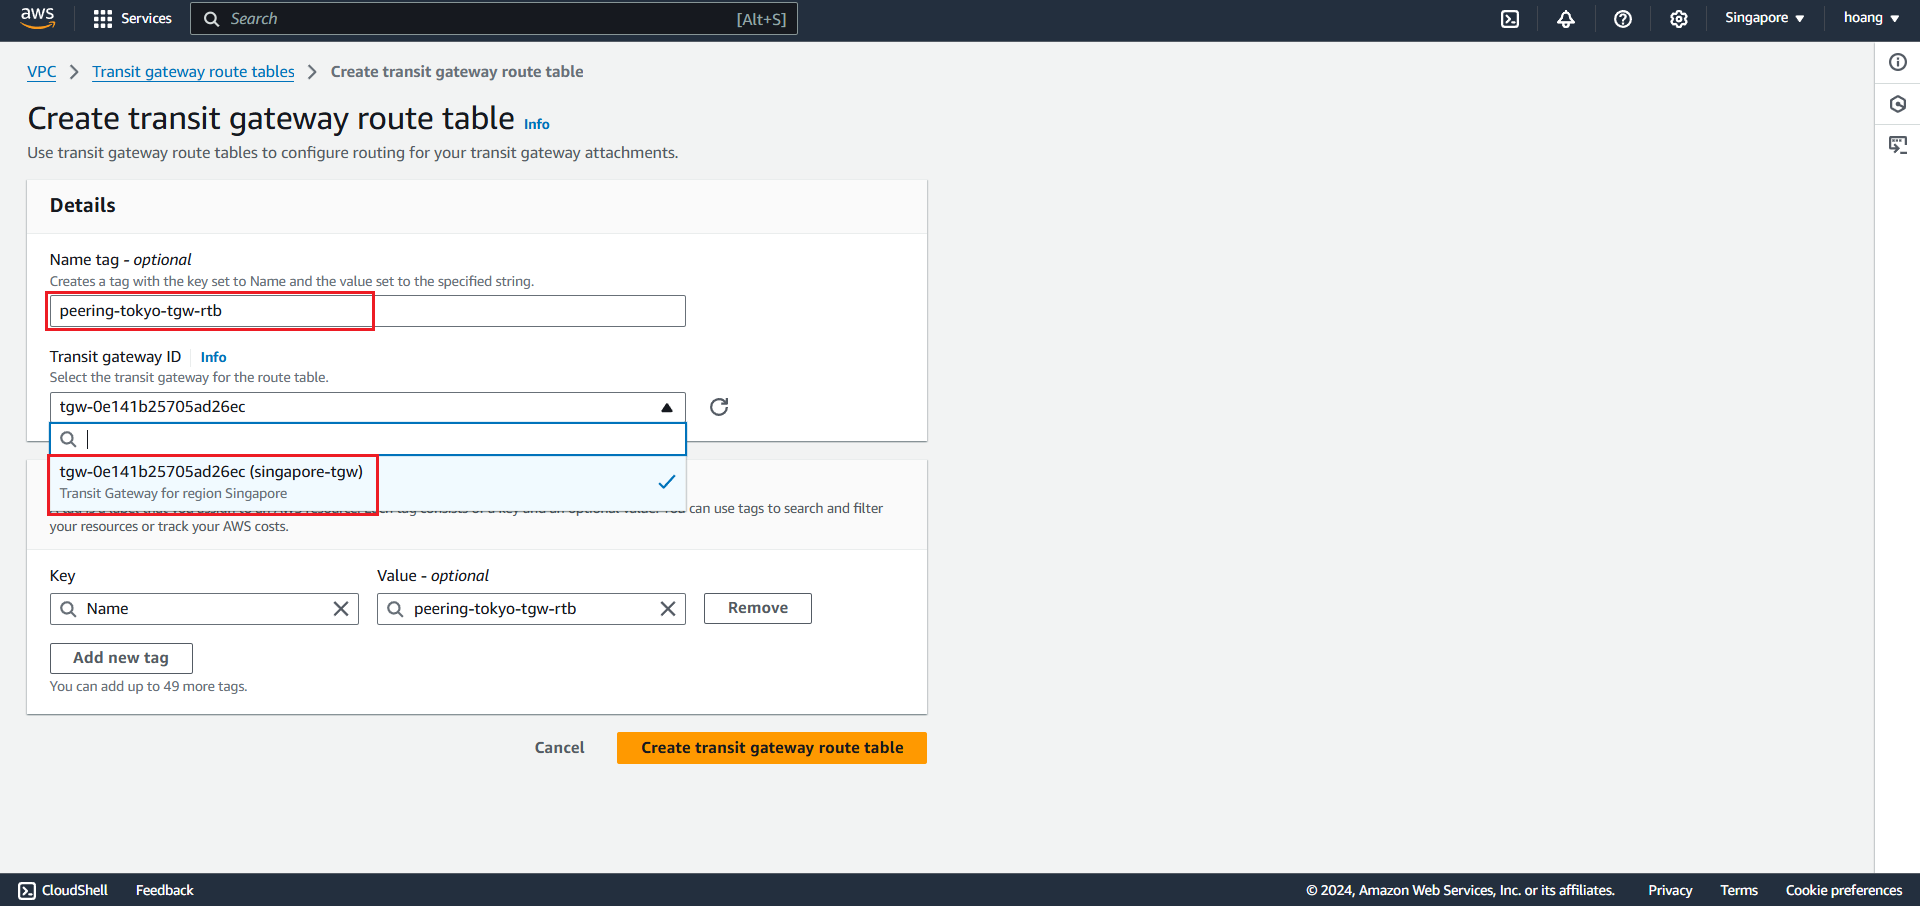 aws
Services
Search
[Alt+S]
Singapore
hoang
VPC
Transit gateway route tables
Create transit gateway route table
Create transit gateway route table Info
Use transit gateway route tables to configure routing for your transit gateway attachments.
Details
Name tag - optional
Creates a tag with the key set to Name and the value set to the specified string.
peering-tokyo-tgw-rtb
Transit gateway ID Info
Select the transit gateway for the route table.
tgw-0e141b25705ad26ec
tgw-0e141b25705ad26ec (singapore-tgw)
Transit Gateway for region Singapore
can use tags to search and filter
your resources or track your AWS costs.
Key
Value - optional
Name
peering-tokyo-tgw-rtb
Remove
Add new tag
You can add up to 49 more tags.
Cancel
Create transit gateway route table
CloudShell
Feedback
© 2024, Amazon Web Services, Inc. or its affiliates.
Privacy
Terms
Cookie preferences